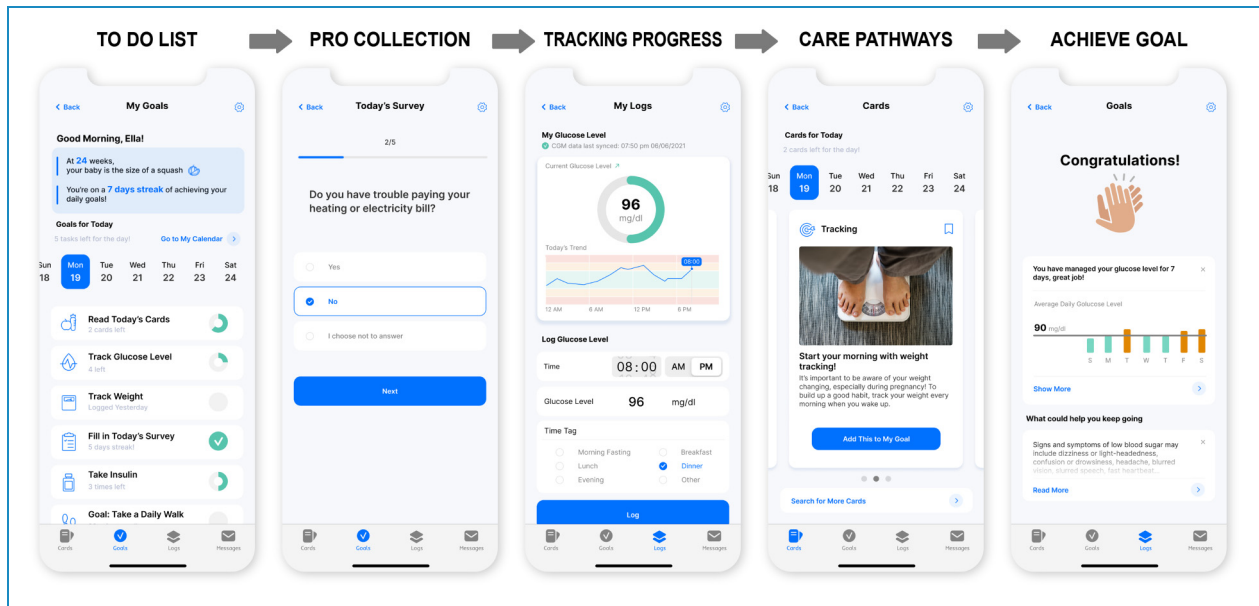 TO DO LIST
PRO COLLECTION
TRACKING PROGRESS
CARE PATHWAYS
ACHIEVE GOAL
Back
My Goals
Good Morning, Ella!
At 24 weeks,
your baby is the size of a squash
You're on a 7 days streak of achieving your
daily goals!
Goals for Today
5 tasks left for the day!
Go to My Calendar
Sun Mon Tue Wed Thu Fri Sat
18 19 20 21 22 23 24
Read Today's Cards
2 cards left
Track Glucose Level
4 left
Track Weight
Logged Yesterday
Fill in Today's Survey
5 days streak!
Take Insulin
3 times left
Goal: Take a Daily Walk
Cards Goals Logs Messages
Back
Today's Survey
2/5
Do you have trouble paying your
heating or electricity bill?
Yes
No
I choose not to answer
Next
Cards Goals Logs Messages
Back
My Logs
My Glucose Level
CGM data last synced: 07:50 pm 06/06/2021
Current Glucose Level
96
mg/dl
Today's Trend
08:00
12 AM 6 AM 12 PM 6 PM
Log Glucose Level
Time 08:00 AM PM
Glucose Level 96 mg/dl
Time Tag
Morning Fasting Breakfast
Lunch Dinner
Evening Other
Log
Cards Goals Logs Messages
Back
Cards
Cards for Today
2 cards left for the day!
Sun Mon Tue Wed Thu Fri Sat
18 19 20 21 22 23 24
Tracking
Start your morning with weight
tracking!
It's important to be aware of your weight
changing, especially during pregnancy! To
build up a good habit, track your weight every
morning when you wake up.
Add This to My Goal
Search for More Cards
Cards Goals Logs Messages
Back
Goals
Congratulations!
You have managed your glucose level for 7
days, great job!
Average Daily Golucose Level
90 mg/dl
S M T W T F S
Show More
What could help you keep going
Signs and symptoms of low blood sugar may
include dizziness or light-headedness,
confusion or drowsiness, headache, blurred
vision, slurred speech, fast heartbeat...
Read More
Cards Goals Logs Messages